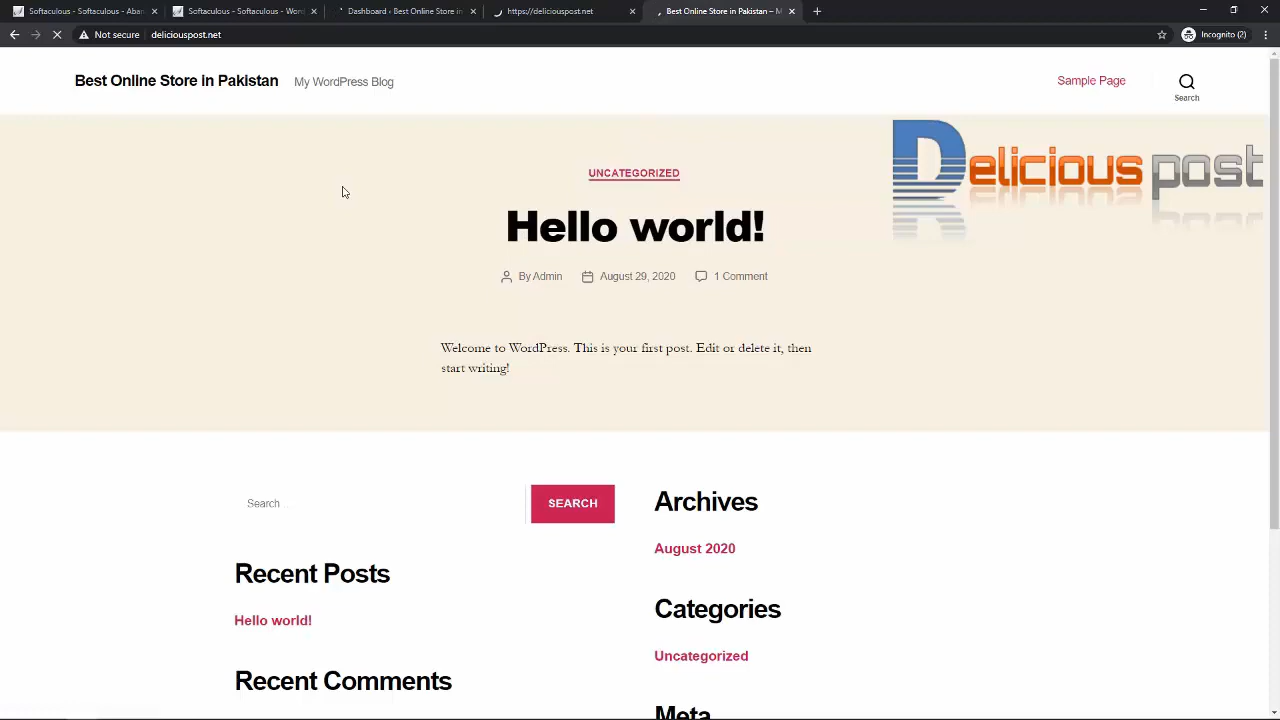 Softaculous - Softaculous - Aban
Softaculous - Softaculous - Wor
Dashboard ‹ Best Online Store in
https://deliciouspost.net
Best Online Store in Pakistan – M
Not secure
deliciouspost.net
Incognito (2)
Best Online Store in Pakistan
My WordPress Blog
Sample Page
Search
Delicious post
UNCATEGORIZED
Hello world!
By Admin
August 29, 2020
1 Comment
Welcome to WordPress. This is your first post. Edit or delete it, then
start writing!
Search …
SEARCH
Archives
August 2020
Recent Posts
Hello world!
Categories
Uncategorized
Recent Comments
Meta